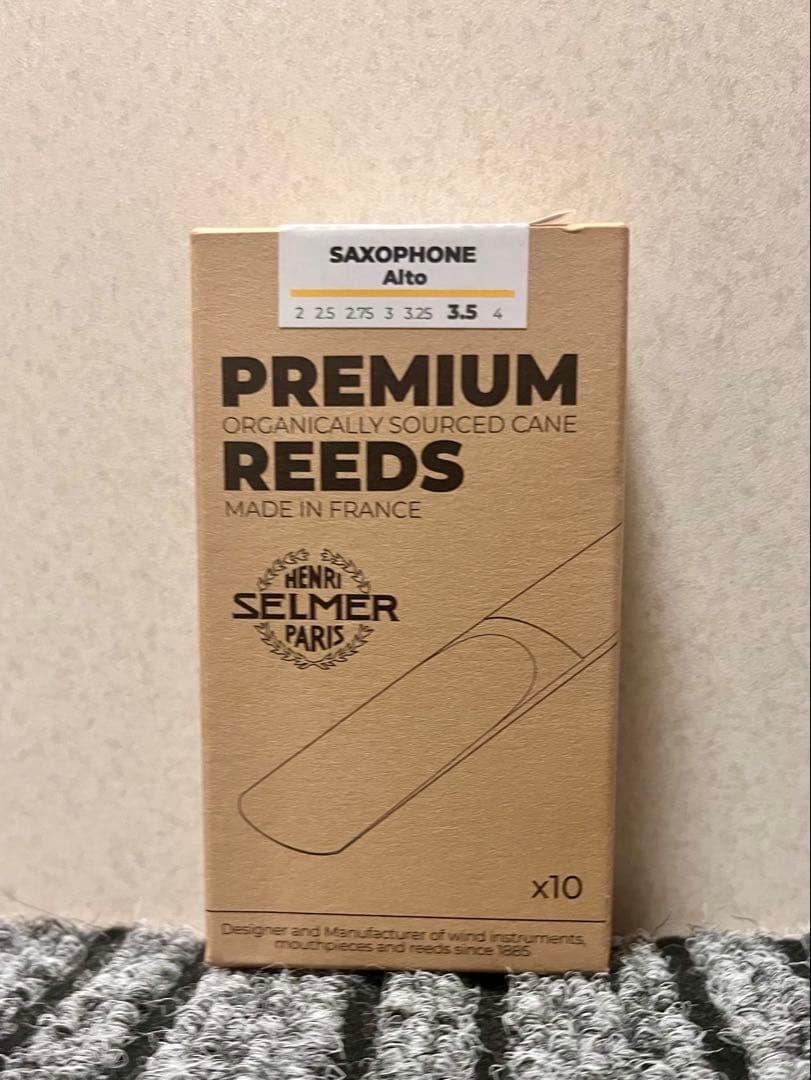 SAXOPHONE
Alto
2 2.5 2.75 3 3.25 3.5 4
PREMIUM
ORGANICALLY SOURCED CANE
REEDS
MADE IN FRANCE
HENRI
SELMER
PARIS
x10
Designer and Manufacturer of wind instruments,
mouthpieces and reeds since 1885